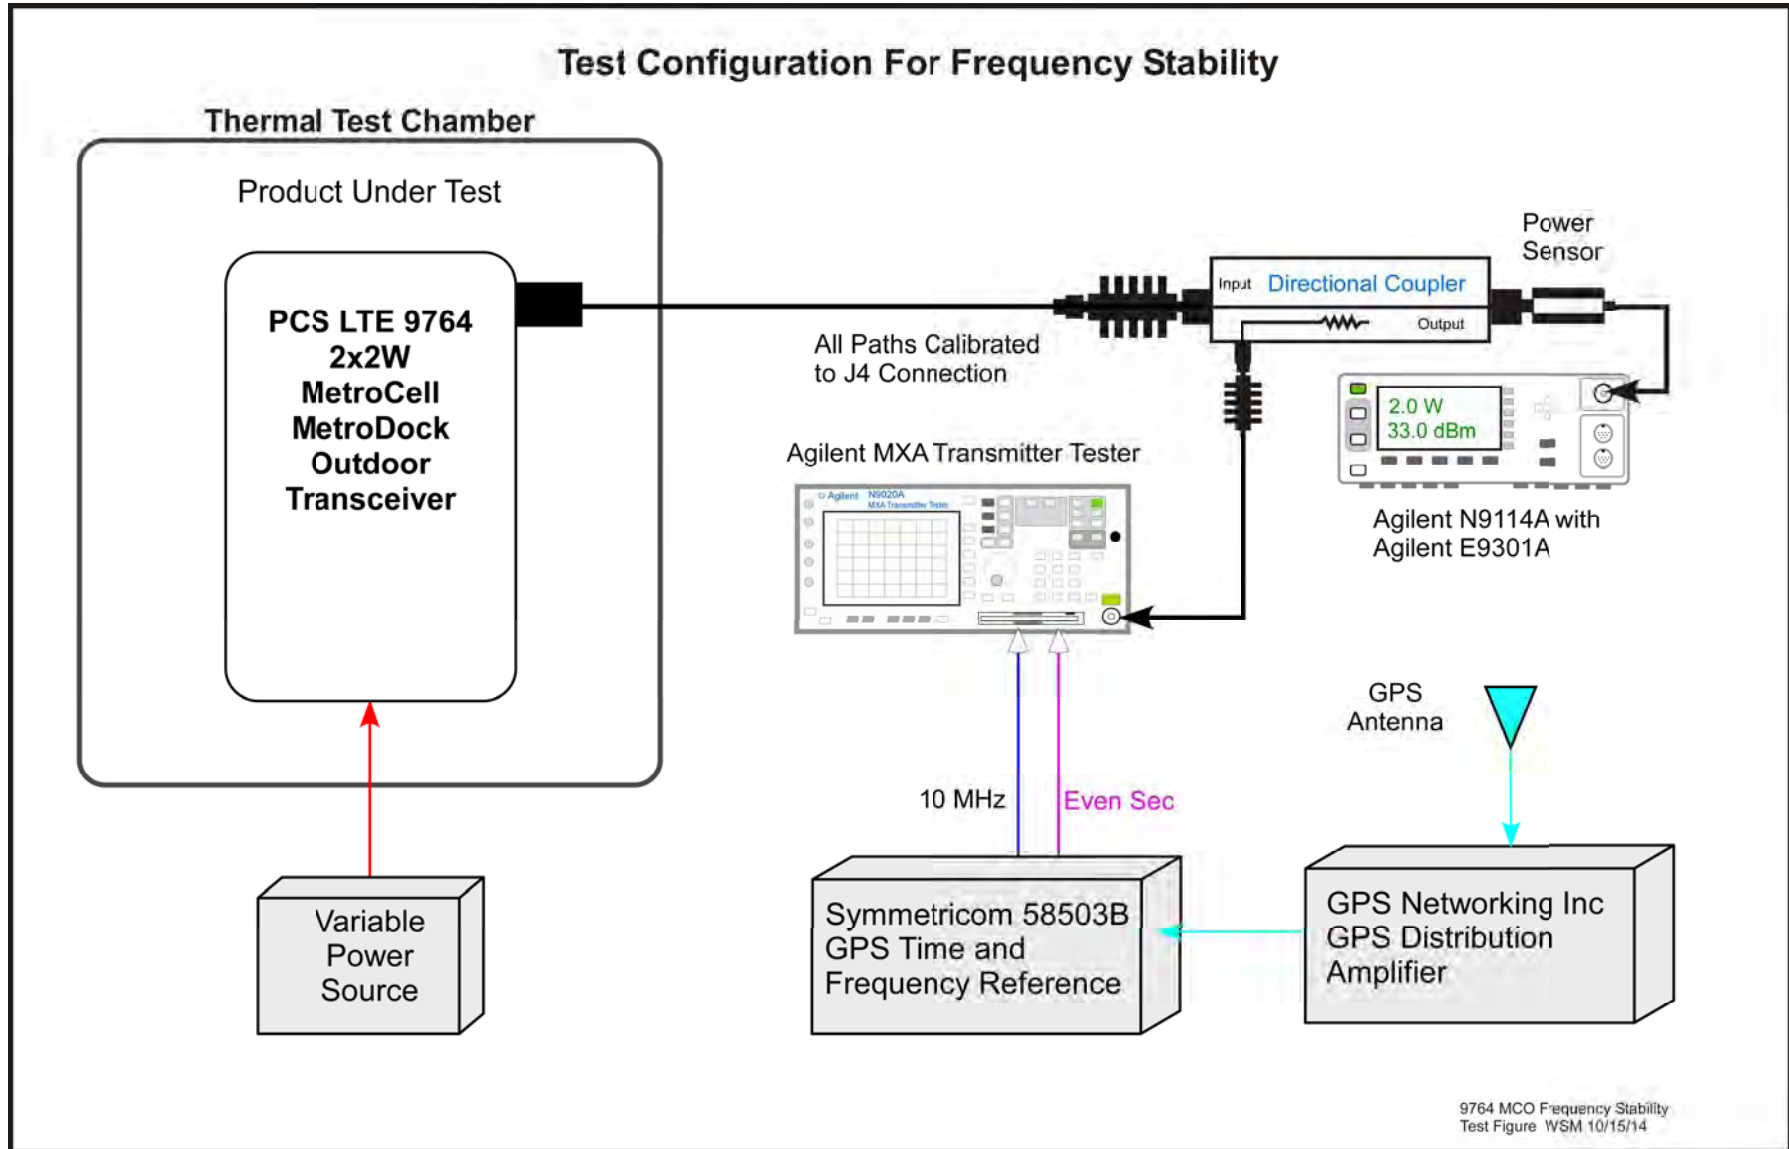 Test Configuration For Frequency Stability
Thermal Test Chamber
Product Under Test
PCS LTE 9764
2x2W
MetroCell
MetroDock
Outdoor
Transceiver
Variable
Power
Source
All Paths Calibrated
to J4 Connection
Input
Directional Coupler
Output
Power
Sensor
2.0 W
33.0 dBm
Agilent N9114A with
Agilent E9301A
Agilent MXA Transmitter Tester
Agilent N9020A
MXA Transmitter Tester
10 MHz
Even Sec
GPS
Antenna
Symmetricom 58503B
GPS Time and
Frequency Reference
GPS Networking Inc
GPS Distribution
Amplifier
9764 MCO Frequency Stability
Test Figure WSM 10/15/14